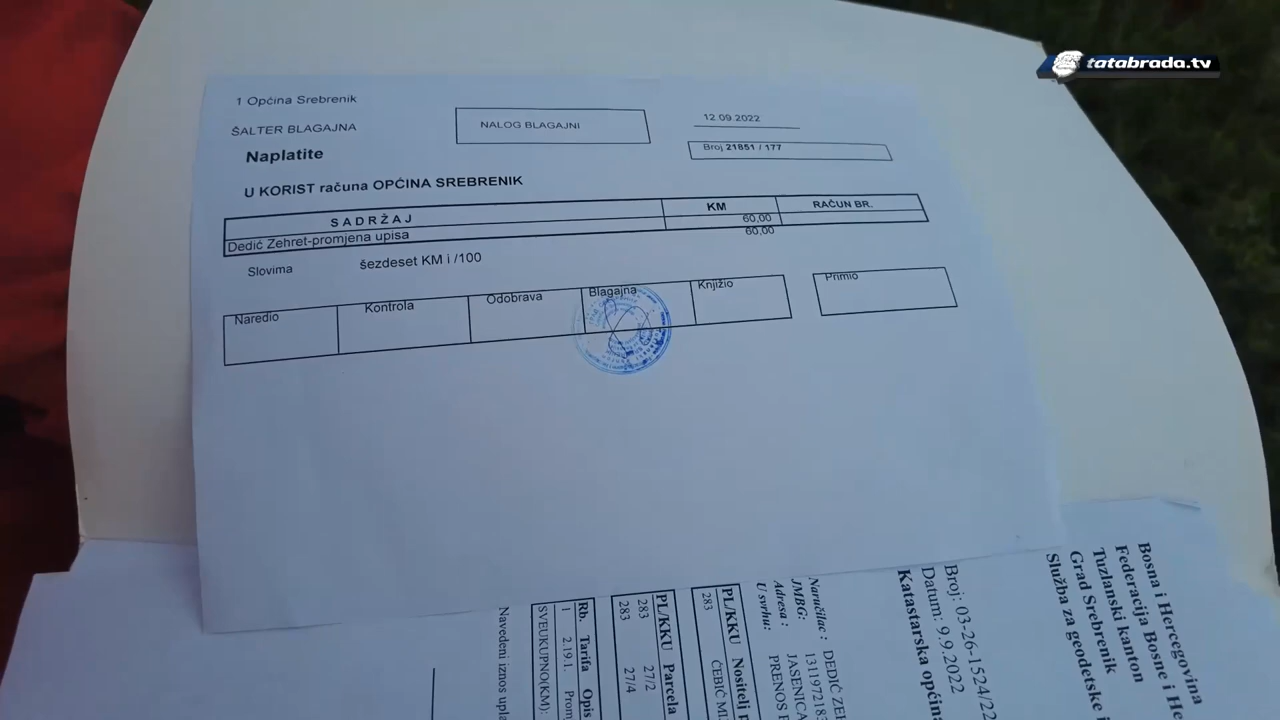 tatabrada.tv
1 Općina Srebrenik
ŠALTER BLAGAJNA
NALOG BLAGAJNI
12.09.2022
Naplatite
Broj 21851 / 177
U KORIST računa OPĆINA SREBRENIK
SADRŽAJ KM RAČUN BR.
Dedić Zehret-promjena upisa 60,00
60,00
Slovima šezdeset KM i /100
Naredio Kontrola Odobrava Blagajna Knjižio Primio
Bosna i Hercegovina
Federacija Bosne i
Tuzlanski kanton
Grad Srebrenik
Služba za geodetske i
Broj: 03-26-1524/22
Datum: 9.9.2022
Katastarska
Naručilac : DEDIĆ
JMBG: 131197218
Adresa : JASENICA
U svrhu: PRENOS
PL/KKU Nositelj
283 ČEBIĆ
PL/KKU Parcela
283 27/2
283 27/4
Rb. Tarifa Opis
1 2.19.1. Prom
SVEUKUPNO(KM):
Navedeni iznos upla